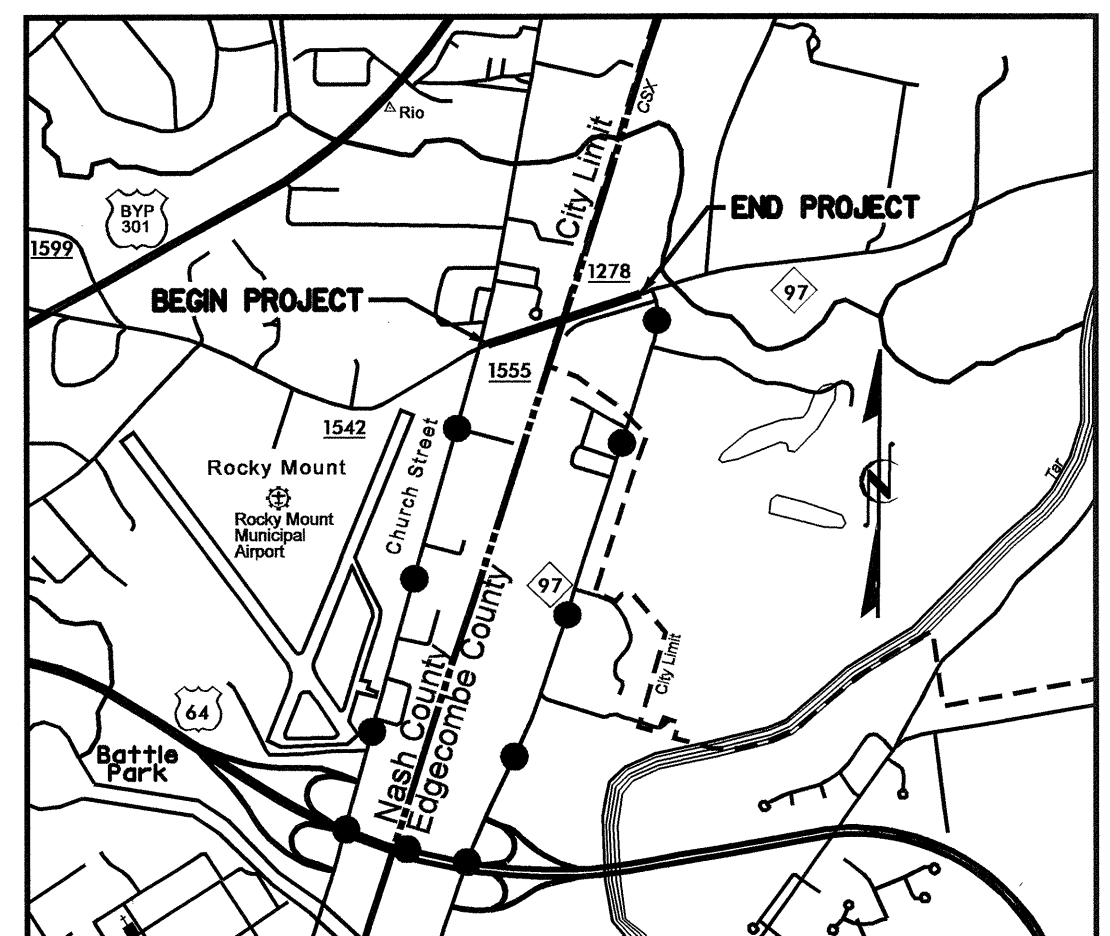 CSX
Rio
City Limit
BYP
301
END PROJECT
1599
1278
97
BEGIN PROJECT
1555
1542
Church Street
Rocky Mount
Rocky Mount
Municipal
Airport
Tar
N
97
City Limit
Nash County
Edgecombe County
64
Battle
Park